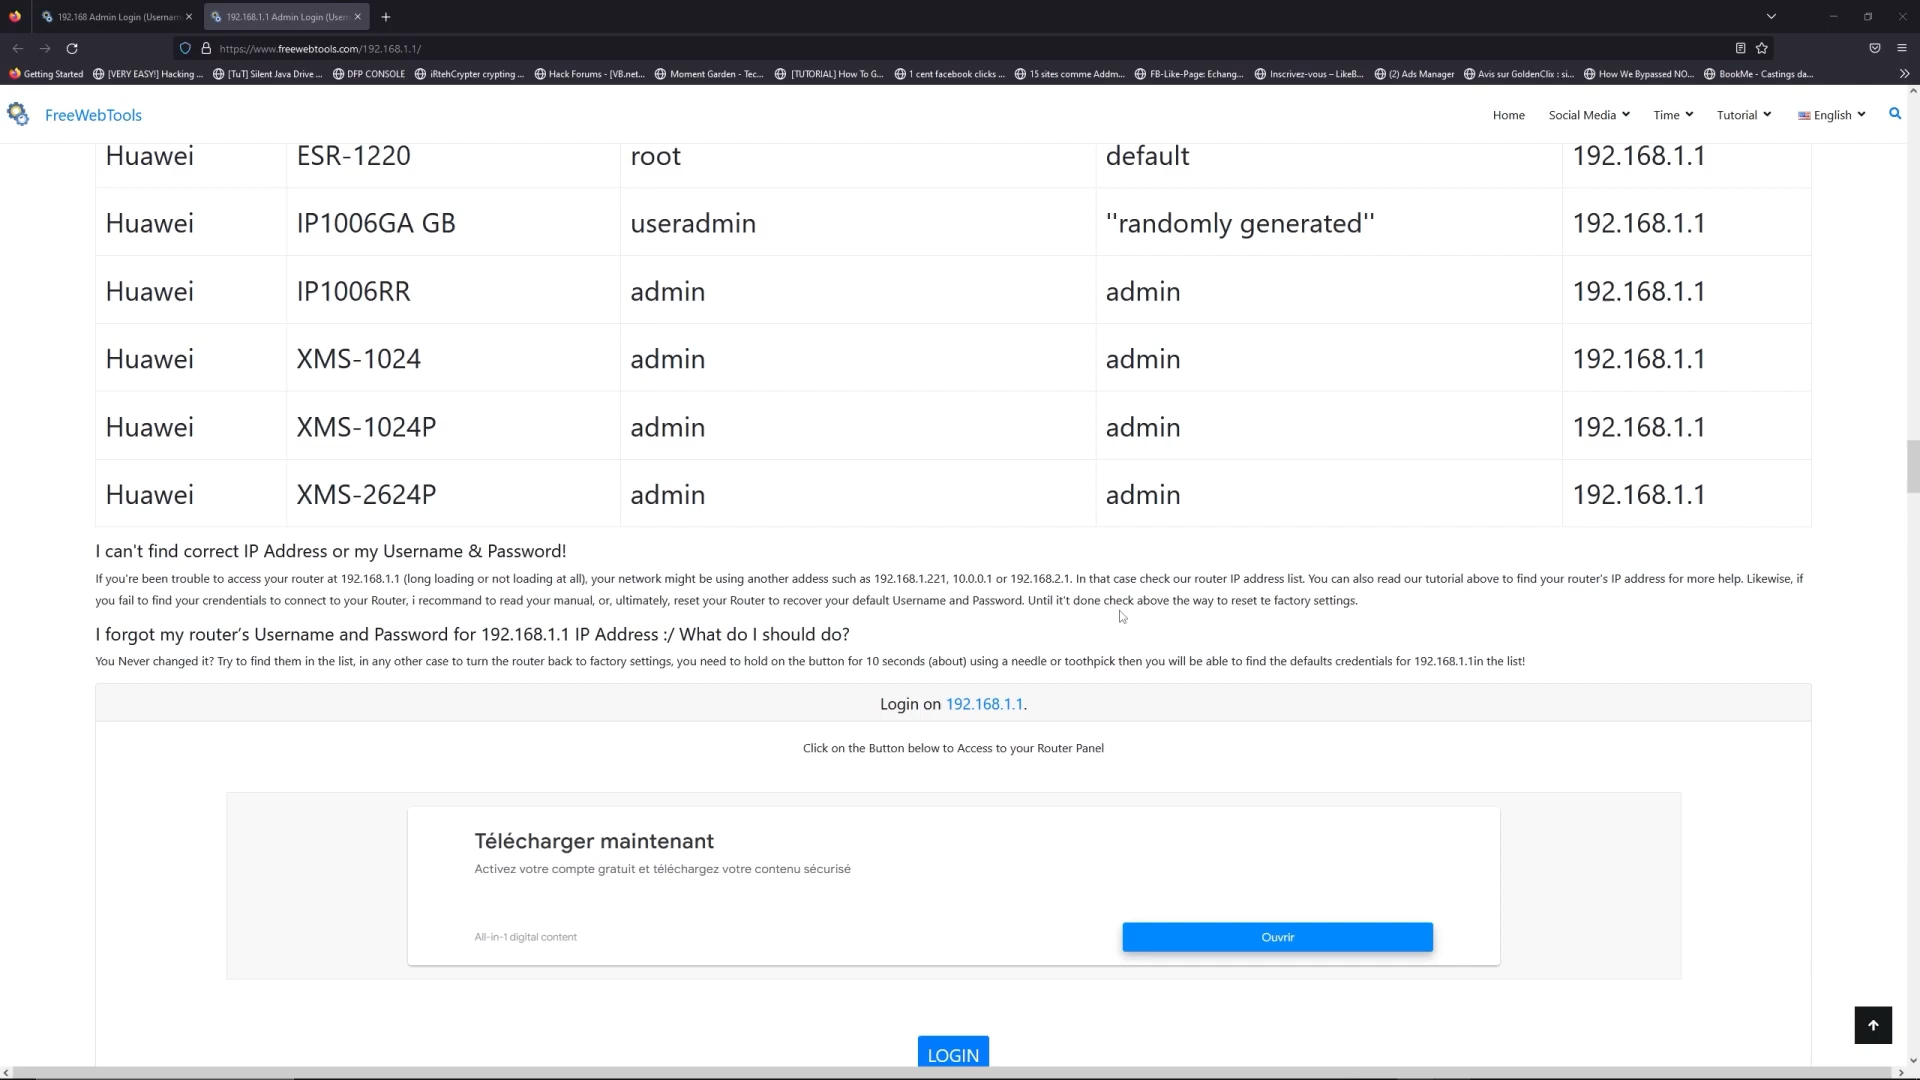 192.168 Admin Login (Usernam
192.168.1.1 Admin Login (User
https://www.freewebtools.com/192.168.1.1/
Getting Started
[VERY EASY!] Hacking ...
[TuT] Silent Java Drive ...
DFP CONSOLE
iRtehCrypter crypting ...
Hack Forums - [VB.net...
Moment Garden - Tec...
[TUTORIAL] How To G...
1 cent facebook clicks ...
15 sites comme Addm...
FB-Like-Page: Echang...
Inscrivez-vous – LikeB...
(2) Ads Manager
Avis sur GoldenClix : si...
How We Bypassed NO...
BookMe - Castings da...
FreeWebTools
Home Social Media Time Tutorial English
Huawei ESR-1220 root default 192.168.1.1
Huawei IP1006GA GB useradmin ''randomly generated'' 192.168.1.1
Huawei IP1006RR admin admin 192.168.1.1
Huawei XMS-1024 admin admin 192.168.1.1
Huawei XMS-1024P admin admin 192.168.1.1
Huawei XMS-2624P admin admin 192.168.1.1
I can't find correct IP Address or my Username & Password!
If you're been trouble to access your router at 192.168.1.1 (long loading or not loading at all), your network might be using another addess such as 192.168.1.221, 10.0.0.1 or 192.168.2.1. In that case check our router IP address list. You can also read our tutorial above to find your router's IP address for more help. Likewise, if
you fail to find your crendentials to connect to your Router, i recommand to read your manual, or, ultimately, reset your Router to recover your default Username and Password. Until it't done check above the way to reset te factory settings.
I forgot my router’s Username and Password for 192.168.1.1 IP Address :/ What do I should do?
You Never changed it? Try to find them in the list, in any other case to turn the router back to factory settings, you need to hold on the button for 10 seconds (about) using a needle or toothpick then you will be able to find the defaults credentials for 192.168.1.1in the list!
Login on 192.168.1.1.
Click on the Button below to Access to your Router Panel
Télécharger maintenant
Activez votre compte gratuit et téléchargez votre contenu sécurisé
All-in-1 digital content
Ouvrir
LOGIN